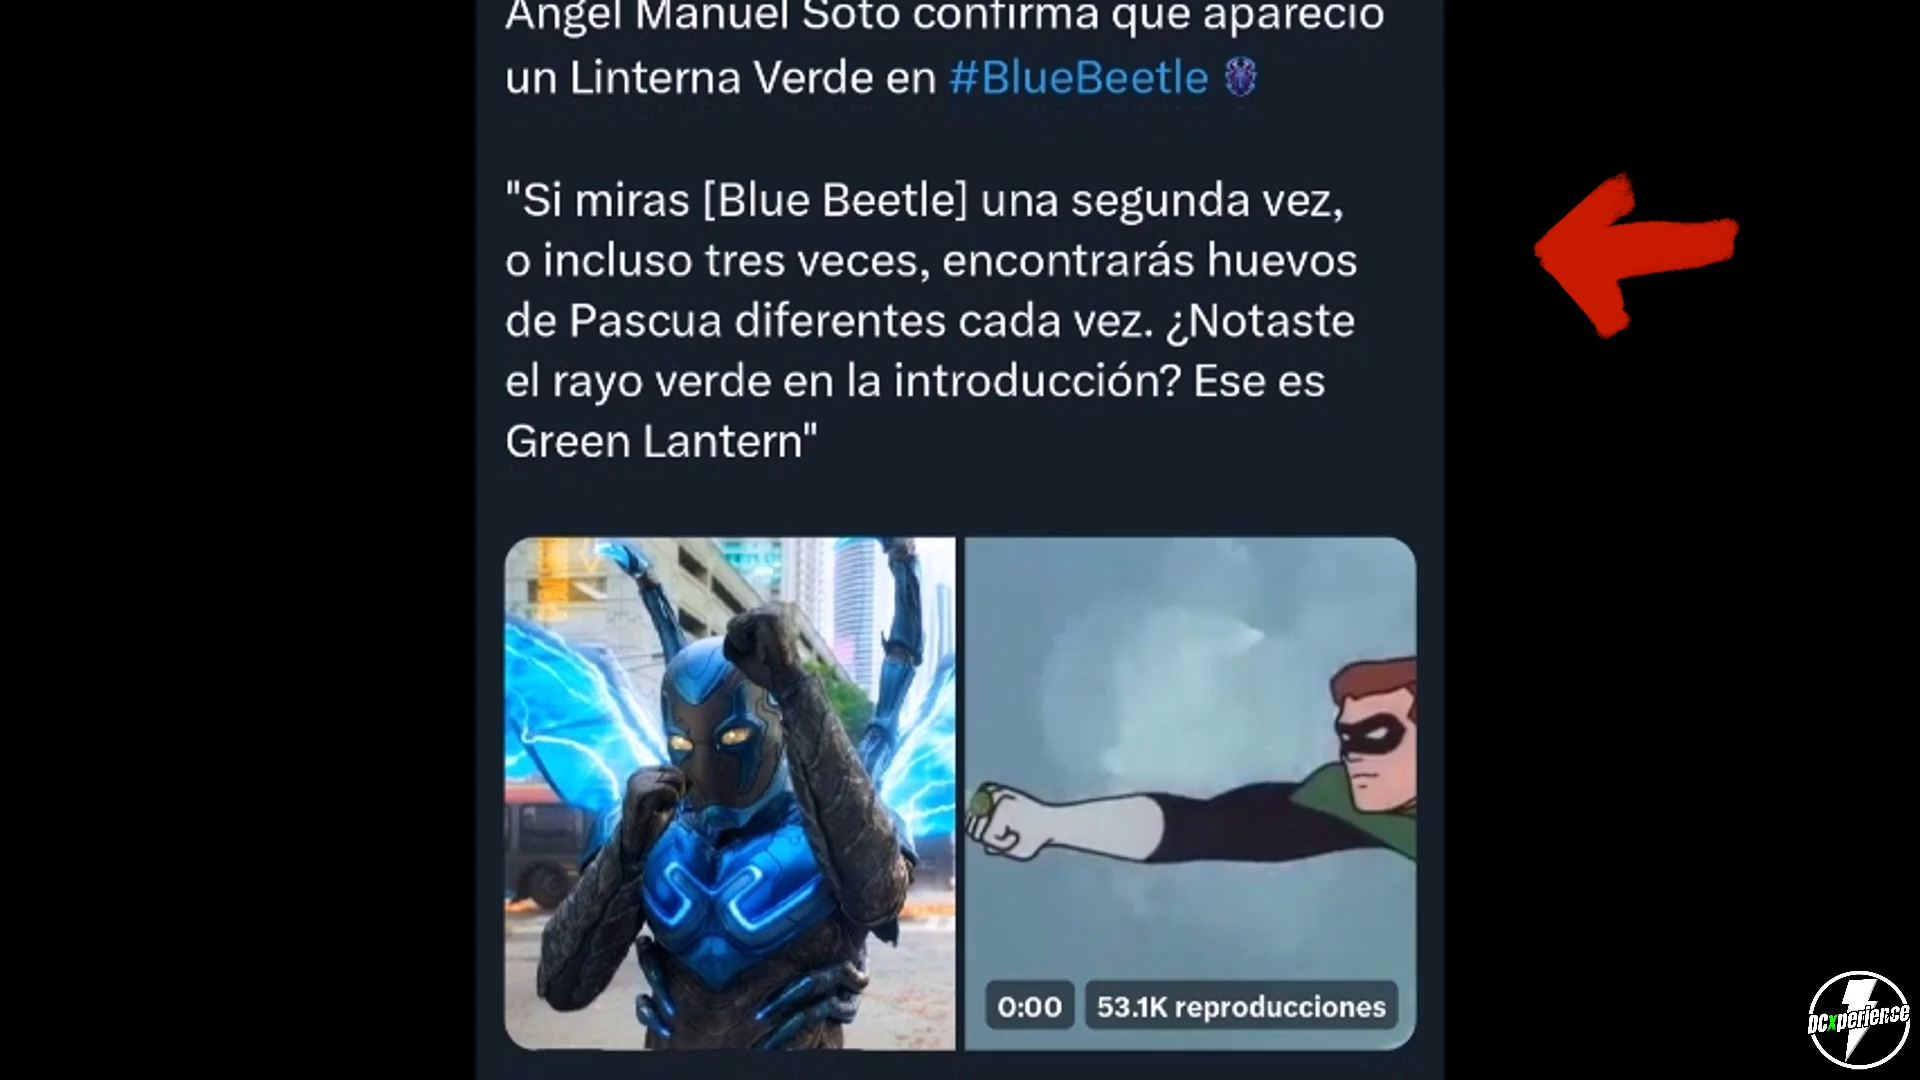 Angel Manuel Soto confirma que apareció
un Linterna Verde en #BlueBeetle
"Si miras [Blue Beetle] una segunda vez,
o incluso tres veces, encontrarás huevos
de Pascua diferentes cada vez. ¿Notaste
el rayo verde en la introducción? Ese es
Green Lantern"
0:00
53.1K reproducciones
DCxperience